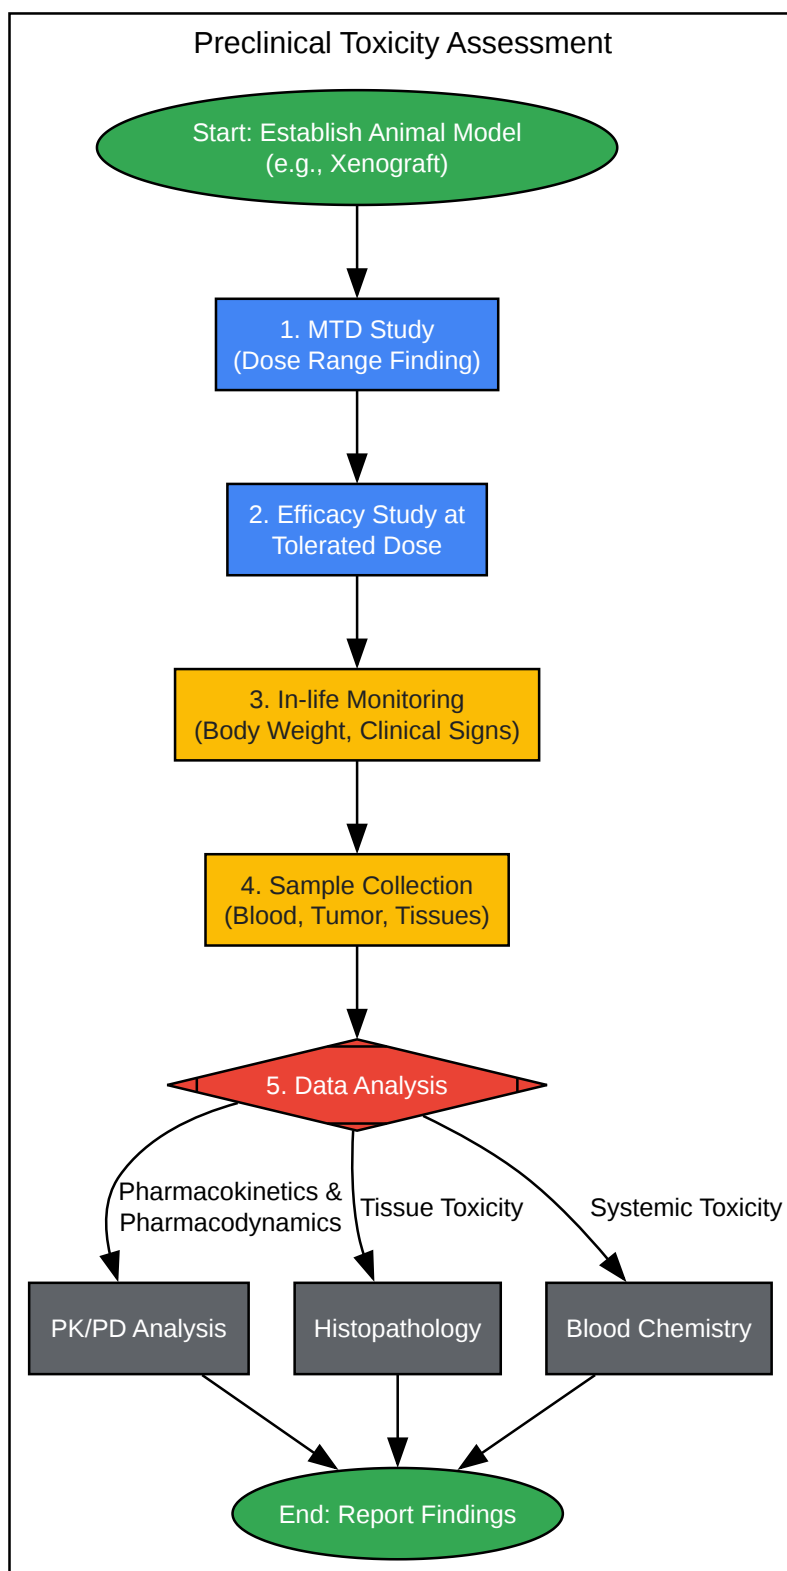 Preclinical Toxicity Assessment
Start: Establish Animal Model
(e.g., Xenograft)
1. MTD Study
(Dose Range Finding)
2. Efficacy Study at
Tolerated Dose
3. In-life Monitoring
(Body Weight, Clinical Signs)
4. Sample Collection
(Blood, Tumor, Tissues)
5. Data Analysis
Pharmacokinetics &
Pharmacodynamics
Tissue Toxicity
Systemic Toxicity
PK/PD Analysis
Histopathology
Blood Chemistry
End: Report Findings